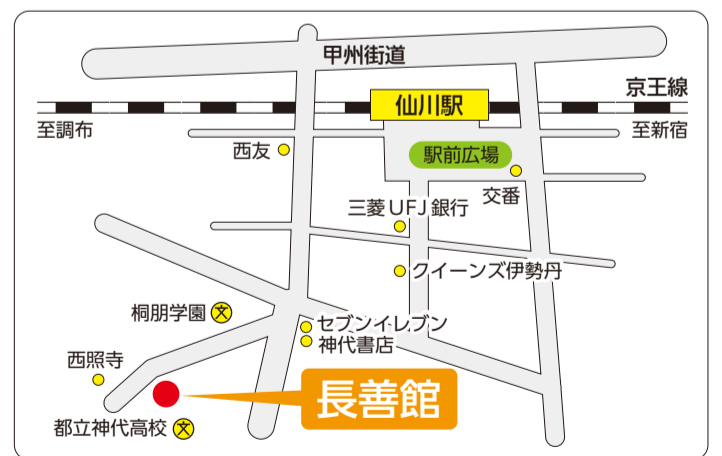 甲州街道
京王線
仙川駅
至調布
至新宿
西友
駅前広場
交番
三菱UFJ銀行
クイーンズ伊勢丹
桐朋学園
文
セブンイレブン
神代書店
西照寺
長善館
都立神代高校
文